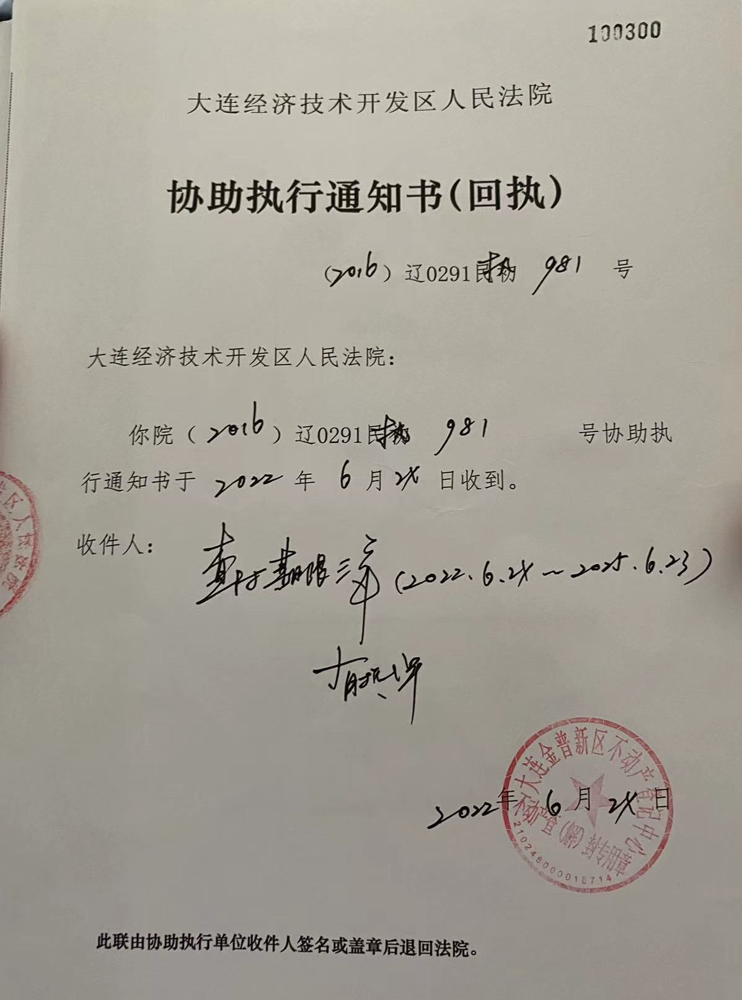 100300
大连经济技术开发区人民法院
协助执行通知书(回执)
(2016)辽0291执 981 号
大连经济技术开发区人民法院:
你院(2016)辽0291执 981 号协助执
行通知书于 2022 年 6 月 24 日收到。
收件人:
查封期限三年(2022.6.24～2025.6.23)
2022年 6 月 24 日
大连金普新区不动产登记中心
不动产查(解)封专用章
此联由协助执行单位收件人签名或盖章后退回法院。